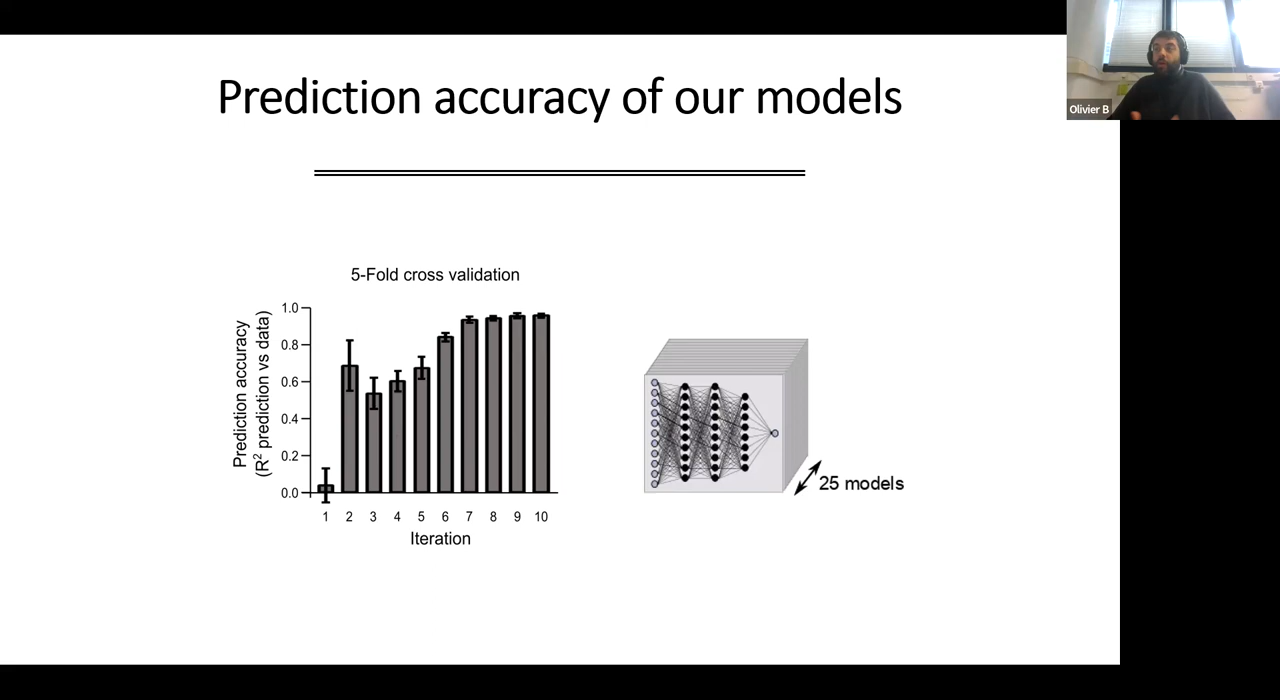 Prediction accuracy of our models
Olivier B
5-Fold cross validation
Prediction accuracy
(R² prediction vs data)
1.0
0.8
0.6
0.4
0.2
0.0
1 2 3 4 5 6 7 8 9 10
Iteration
25 models